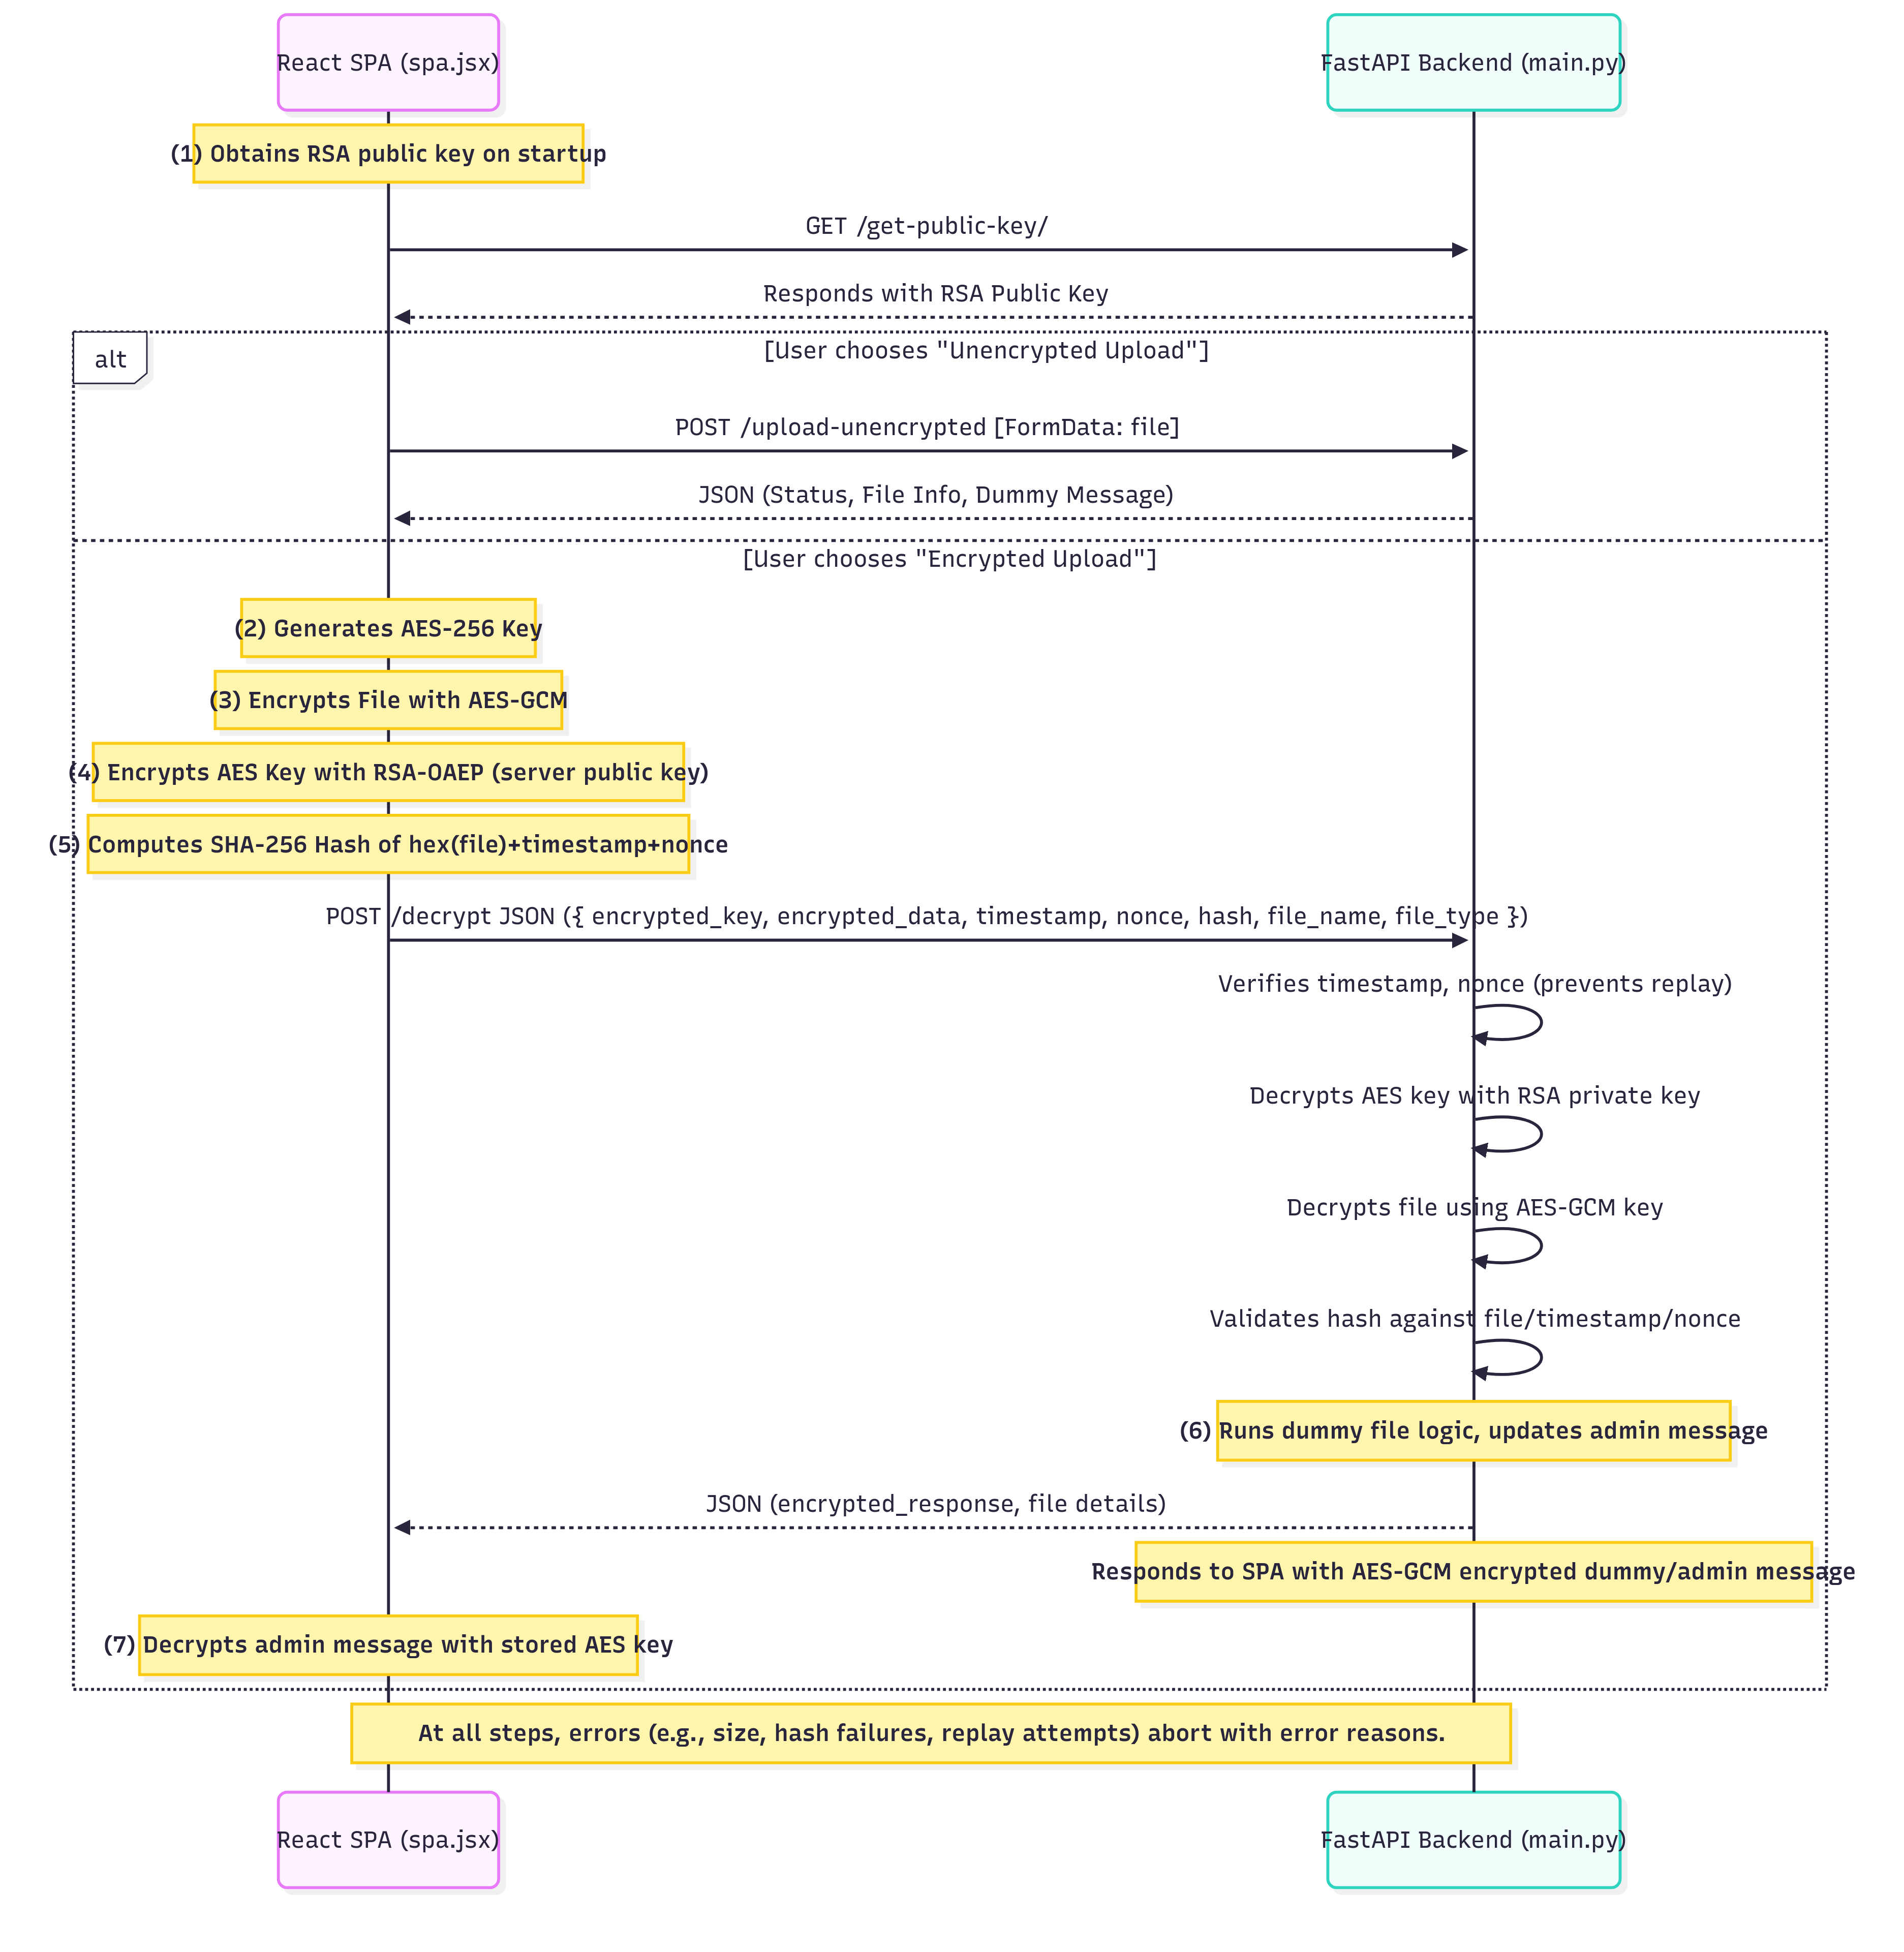 React SPA (spa.jsx)
FastAPI Backend (main.py)
(1) Obtains RSA public key on startup
GET /get-public-key/
Responds with RSA Public Key
alt
[User chooses "Unencrypted Upload"]
POST /upload-unencrypted [FormData: file]
JSON (Status, File Info, Dummy Message)
[User chooses "Encrypted Upload"]
(2) Generates AES-256 Key
(3) Encrypts File with AES-GCM
(4) Encrypts AES Key with RSA-OAEP (server public key)
(5) Computes SHA-256 Hash of hex(file)+timestamp+nonce
POST /decrypt JSON ({ encrypted_key, encrypted_data, timestamp, nonce, hash, file_name, file_type })
Verifies timestamp, nonce (prevents replay)
Decrypts AES key with RSA private key
Decrypts file using AES-GCM key
Validates hash against file/timestamp/nonce
(6) Runs dummy file logic, updates admin message
JSON (encrypted_response, file details)
Responds to SPA with AES-GCM encrypted dummy/admin message
(7) Decrypts admin message with stored AES key
At all steps, errors (e.g., size, hash failures, replay attempts) abort with error reasons.
React SPA (spa.jsx)
FastAPI Backend (main.py)